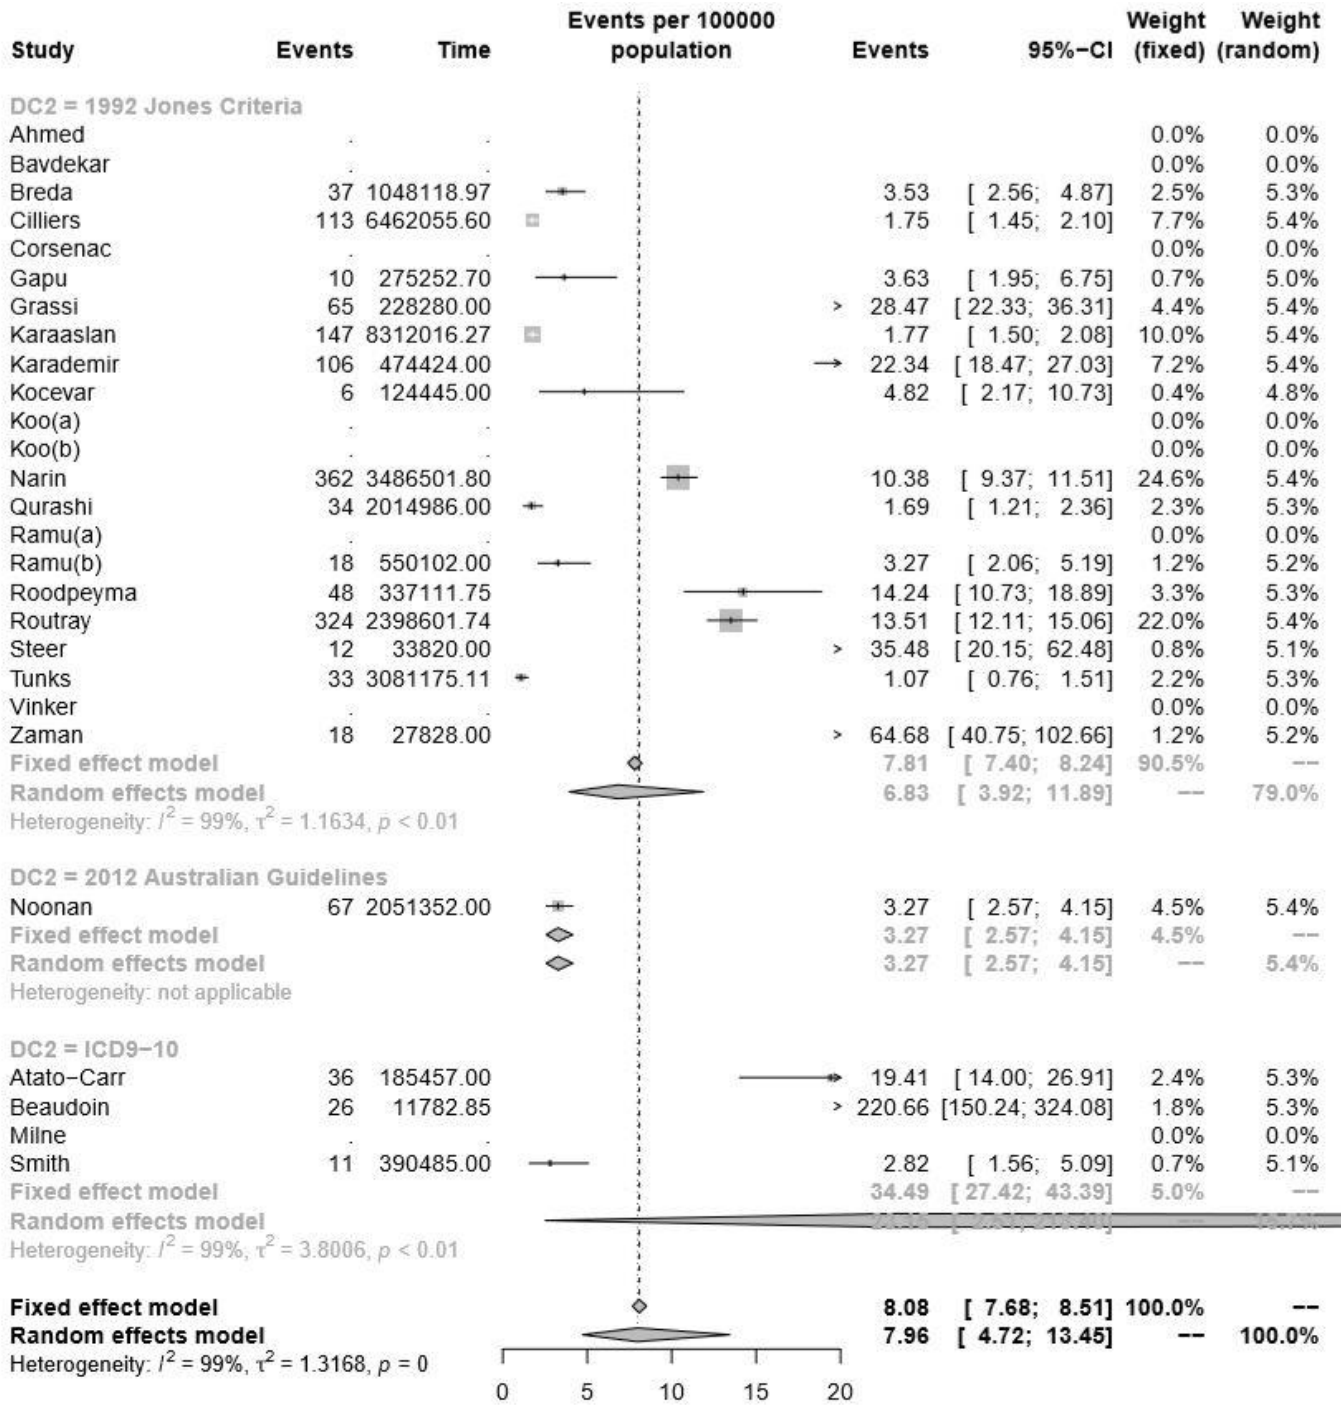 Events per 100000 Weight Weight
Study Events Time population Events 95%−CI (fixed) (random)
DC2 = 1992 Jones Criteria
Ahmed . . 0.0% 0.0%
Bavdekar 0.0% 0.0%
Breda 37 1048118.97 3.53 [ 2.56; 4.87] 2.5% 5.3%
Cilliers 113 6462055.60 1.75 [ 1.45; 2.10] 7.7% 5.4%
Corsenac . . 0.0% 0.0%
Gapu 10 275252.70 3.63 [ 1.95; 6.75] 0.7% 5.0%
Grassi 65 228280.00 > 28.47 [ 22.33; 36.31] 4.4% 5.4%
Karaaslan 147 8312016.27 1.77 [ 1.50; 2.08] 10.0% 5.4%
Karademir 106 474424.00 22.34 [ 18.47; 27.03] 7.2% 5.4%
Kocevar 6 124445.00 4.82 [ 2.17; 10.73] 0.4% 4.8%
Koo(a) . . 0.0% 0.0%
Koo(b) . . 0.0% 0.0%
Narin 362 3486501.80 10.38 [ 9.37; 11.51] 24.6% 5.4%
Qurashi 34 2014986.00 1.69 [ 1.21; 2.36] 2.3% 5.3%
Ramu(a) . . 0.0% 0.0%
Ramu(b) 18 550102.00 3.27 [ 2.06; 5.19] 1.2% 5.2%
Roodpeyma 48 337111.75 14.24 [ 10.73; 18.89] 3.3% 5.3%
Routray 324 2398601.74 13.51 [ 12.11; 15.06] 22.0% 5.4%
Steer 12 33820.00 > 35.48 [ 20.15; 62.48] 0.8% 5.1%
Tunks 33 3081175.11 1.07 [ 0.76; 1.51] 2.2% 5.3%
Vinker . . 0.0% 0.0%
Zaman 18 27828.00 > 64.68 [ 40.75; 102.66] 1.2% 5.2%
Fixed effect model 7.81 [ 7.40; 8.24] 90.5% −−
Random effects model 6.83 [ 3.92; 11.89] −− 79.0%
Heterogeneity: I² = 99%, τ² = 1.1634, p < 0.01
DC2 = 2012 Australian Guidelines
Noonan 67 2051352.00 3.27 [ 2.57; 4.15] 4.5% 5.4%
Fixed effect model 3.27 [ 2.57; 4.15] 4.5% −−
Random effects model 3.27 [ 2.57; 4.15] −− 5.4%
Heterogeneity: not applicable
DC2 = ICD9−10
Atato−Carr 36 185457.00 19.41 [ 14.00; 26.91] 2.4% 5.3%
Beaudoin 26 11782.85 > 220.66 [150.24; 324.08] 1.8% 5.3%
Milne . . 0.0% 0.0%
Smith 11 390485.00 2.82 [ 1.56; 5.09] 0.7% 5.1%
Fixed effect model 34.49 [ 27.42; 43.39] 5.0% −−
Random effects model
Heterogeneity: I² = 99%, τ² = 3.8006, p < 0.01
Fixed effect model 8.08 [ 7.68; 8.51] 100.0% −−
Random effects model 7.96 [ 4.72; 13.45] −− 100.0%
Heterogeneity: I² = 99%, τ² = 1.3168, p = 0
0 5 10 15 20